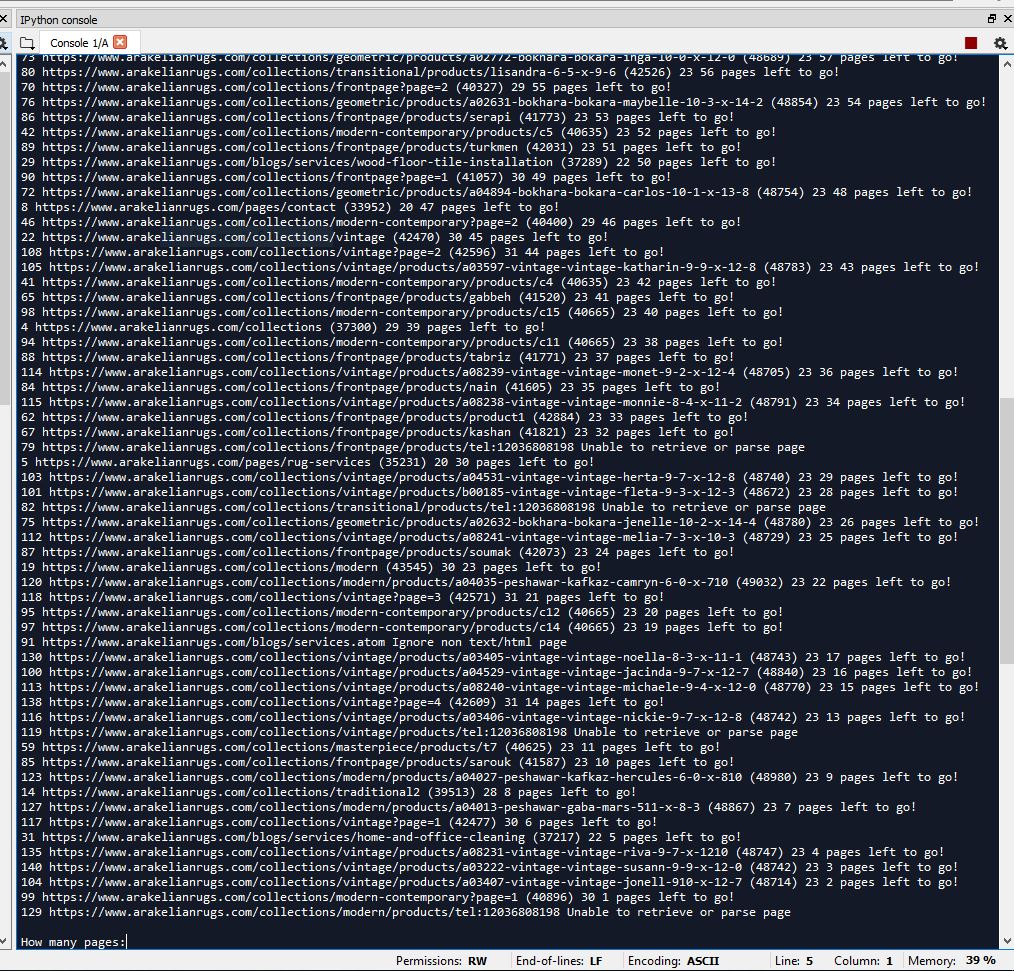 IPython console
Console 1/A
73 https://www.arakelianrugs.com/collections/geometric/products/a02772-bokhara-bokara-inga-10-0-x-12-0 (48689) 23 57 pages left to go!
80 https://www.arakelianrugs.com/collections/transitional/products/lisandra-6-5-x-9-6 (42526) 23 56 pages left to go!
70 https://www.arakelianrugs.com/collections/frontpage?page=2 (40327) 29 55 pages left to go!
76 https://www.arakelianrugs.com/collections/geometric/products/a02631-bokhara-bokara-maybelle-10-3-x-14-2 (48854) 23 54 pages left to go!
86 https://www.arakelianrugs.com/collections/frontpage/products/serapi (41773) 23 53 pages left to go!
42 https://www.arakelianrugs.com/collections/modern-contemporary/products/c5 (40635) 23 52 pages left to go!
89 https://www.arakelianrugs.com/collections/frontpage/products/turkmen (42031) 23 51 pages left to go!
29 https://www.arakelianrugs.com/blogs/services/wood-floor-tile-installation (37289) 22 50 pages left to go!
90 https://www.arakelianrugs.com/collections/frontpage?page=1 (41057) 30 49 pages left to go!
72 https://www.arakelianrugs.com/collections/geometric/products/a04894-bokhara-bokara-carlos-10-1-x-13-8 (48754) 23 48 pages left to go!
8 https://www.arakelianrugs.com/pages/contact (33952) 20 47 pages left to go!
46 https://www.arakelianrugs.com/collections/modern-contemporary?page=2 (40400) 29 46 pages left to go!
22 https://www.arakelianrugs.com/collections/vintage (42470) 30 45 pages left to go!
108 https://www.arakelianrugs.com/collections/vintage?page=2 (42596) 31 44 pages left to go!
105 https://www.arakelianrugs.com/collections/vintage/products/a03597-vintage-vintage-katharin-9-9-x-12-8 (48783) 23 43 pages left to go!
41 https://www.arakelianrugs.com/collections/modern-contemporary/products/c4 (40635) 23 42 pages left to go!
65 https://www.arakelianrugs.com/collections/frontpage/products/gabbeh (41520) 23 41 pages left to go!
98 https://www.arakelianrugs.com/collections/modern-contemporary/products/c15 (40665) 23 40 pages left to go!
4 https://www.arakelianrugs.com/collections (37300) 29 39 pages left to go!
94 https://www.arakelianrugs.com/collections/modern-contemporary/products/c11 (40665) 23 38 pages left to go!
88 https://www.arakelianrugs.com/collections/frontpage/products/tabriz (41771) 23 37 pages left to go!
114 https://www.arakelianrugs.com/collections/vintage/products/a08239-vintage-vintage-monet-9-2-x-12-4 (48705) 23 36 pages left to go!
84 https://www.arakelianrugs.com/collections/frontpage/products/nain (41605) 23 35 pages left to go!
115 https://www.arakelianrugs.com/collections/vintage/products/a08238-vintage-vintage-monnie-8-4-x-11-2 (48791) 23 34 pages left to go!
62 https://www.arakelianrugs.com/collections/frontpage/products/product1 (42884) 23 33 pages left to go!
67 https://www.arakelianrugs.com/collections/frontpage/products/kashan (41821) 23 32 pages left to go!
79 https://www.arakelianrugs.com/collections/frontpage/products/tel:12036808198 Unable to retrieve or parse page
5 https://www.arakelianrugs.com/pages/rug-services (35231) 20 30 pages left to go!
103 https://www.arakelianrugs.com/collections/vintage/products/a04531-vintage-vintage-herta-9-7-x-12-8 (48740) 23 29 pages left to go!
101 https://www.arakelianrugs.com/collections/vintage/products/b00185-vintage-vintage-fleta-9-3-x-12-3 (48672) 23 28 pages left to go!
82 https://www.arakelianrugs.com/collections/transitional/products/tel:12036808198 Unable to retrieve or parse page
75 https://www.arakelianrugs.com/collections/geometric/products/a02632-bokhara-bokara-jenelle-10-2-x-14-4 (48780) 23 26 pages left to go!
112 https://www.arakelianrugs.com/collections/vintage/products/a08241-vintage-vintage-melia-7-3-x-10-3 (48729) 23 25 pages left to go!
87 https://www.arakelianrugs.com/collections/frontpage/products/soumak (42073) 23 24 pages left to go!
19 https://www.arakelianrugs.com/collections/modern (43545) 30 23 pages left to go!
120 https://www.arakelianrugs.com/collections/modern/products/a04035-peshawar-kafkaz-camryn-6-0-x-710 (49032) 23 22 pages left to go!
118 https://www.arakelianrugs.com/collections/vintage?page=3 (42571) 31 21 pages left to go!
95 https://www.arakelianrugs.com/collections/modern-contemporary/products/c12 (40665) 23 20 pages left to go!
97 https://www.arakelianrugs.com/collections/modern-contemporary/products/c14 (40665) 23 19 pages left to go!
91 https://www.arakelianrugs.com/blogs/services.atom Ignore non text/html page
130 https://www.arakelianrugs.com/collections/vintage/products/a03405-vintage-vintage-noella-8-3-x-11-1 (48743) 23 17 pages left to go!
100 https://www.arakelianrugs.com/collections/vintage/products/a04529-vintage-vintage-jacinda-9-7-x-12-7 (48840) 23 16 pages left to go!
113 https://www.arakelianrugs.com/collections/vintage/products/a08240-vintage-vintage-michaele-9-4-x-12-0 (48770) 23 15 pages left to go!
138 https://www.arakelianrugs.com/collections/vintage?page=4 (42609) 31 14 pages left to go!
116 https://www.arakelianrugs.com/collections/vintage/products/a03406-vintage-vintage-nickie-9-7-x-12-8 (48742) 23 13 pages left to go!
119 https://www.arakelianrugs.com/collections/vintage/products/tel:12036808198 Unable to retrieve or parse page
59 https://www.arakelianrugs.com/collections/masterpiece/products/t7 (40625) 23 11 pages left to go!
85 https://www.arakelianrugs.com/collections/frontpage/products/sarouk (41587) 23 10 pages left to go!
123 https://www.arakelianrugs.com/collections/modern/products/a04027-peshawar-kafkaz-hercules-6-0-x-810 (48980) 23 9 pages left to go!
14 https://www.arakelianrugs.com/collections/traditional2 (39513) 28 8 pages left to go!
127 https://www.arakelianrugs.com/collections/modern/products/a04013-peshawar-gaba-mars-511-x-8-3 (48867) 23 7 pages left to go!
117 https://www.arakelianrugs.com/collections/vintage?page=1 (42477) 30 6 pages left to go!
31 https://www.arakelianrugs.com/blogs/services/home-and-office-cleaning (37217) 22 5 pages left to go!
135 https://www.arakelianrugs.com/collections/vintage/products/a08231-vintage-vintage-riva-9-7-x-1210 (48747) 23 4 pages left to go!
140 https://www.arakelianrugs.com/collections/vintage/products/a03222-vintage-vintage-susann-9-9-x-12-0 (48742) 23 3 pages left to go!
104 https://www.arakelianrugs.com/collections/vintage/products/a03407-vintage-vintage-jonell-910-x-12-7 (48714) 23 2 pages left to go!
99 https://www.arakelianrugs.com/collections/modern-contemporary?page=1 (40896) 30 1 pages left to go!
129 https://www.arakelianrugs.com/collections/modern/products/tel:12036808198 Unable to retrieve or parse page
How many pages:
Permissions: RW End-of-lines: LF Encoding: ASCII Line: 5 Column: 1 Memory: 39 %